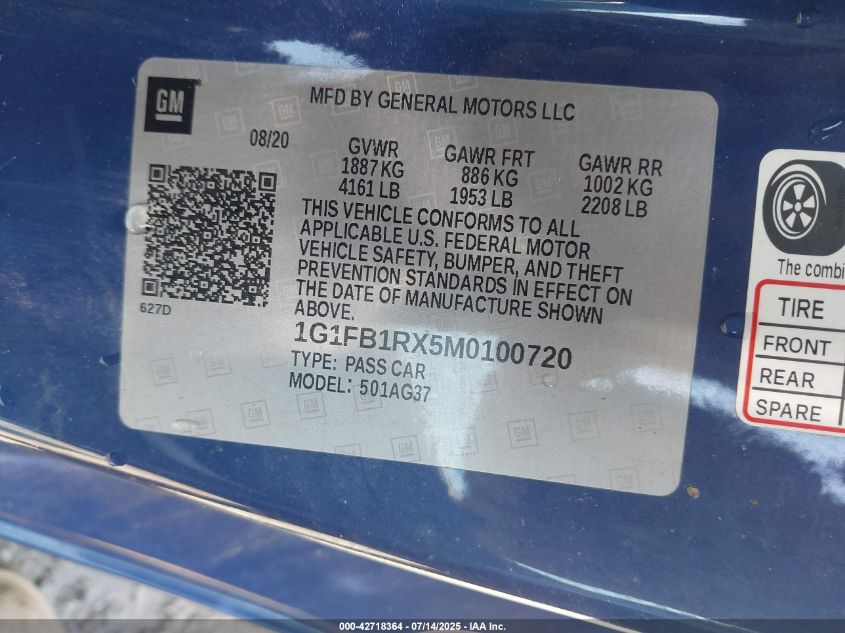 GM
MFD BY GENERAL MOTORS LLC
08/20
GVWR
1887 KG
4161 LB
GAWR FRT
886 KG
1953 LB
GAWR RR
1002 KG
2208 LB
THIS VEHICLE CONFORMS TO ALL
APPLICABLE U.S. FEDERAL MOTOR
VEHICLE SAFETY, BUMPER, AND THEFT
PREVENTION STANDARDS IN EFFECT ON
THE DATE OF MANUFACTURE SHOWN
ABOVE.
627D
1G1FB1RX5M0100720
TYPE: PASS CAR
MODEL: 501AG37
The combi
TIRE
FRONT
REAR
SPARE
000-42718364 - 07/14/2025 - IAA Inc.